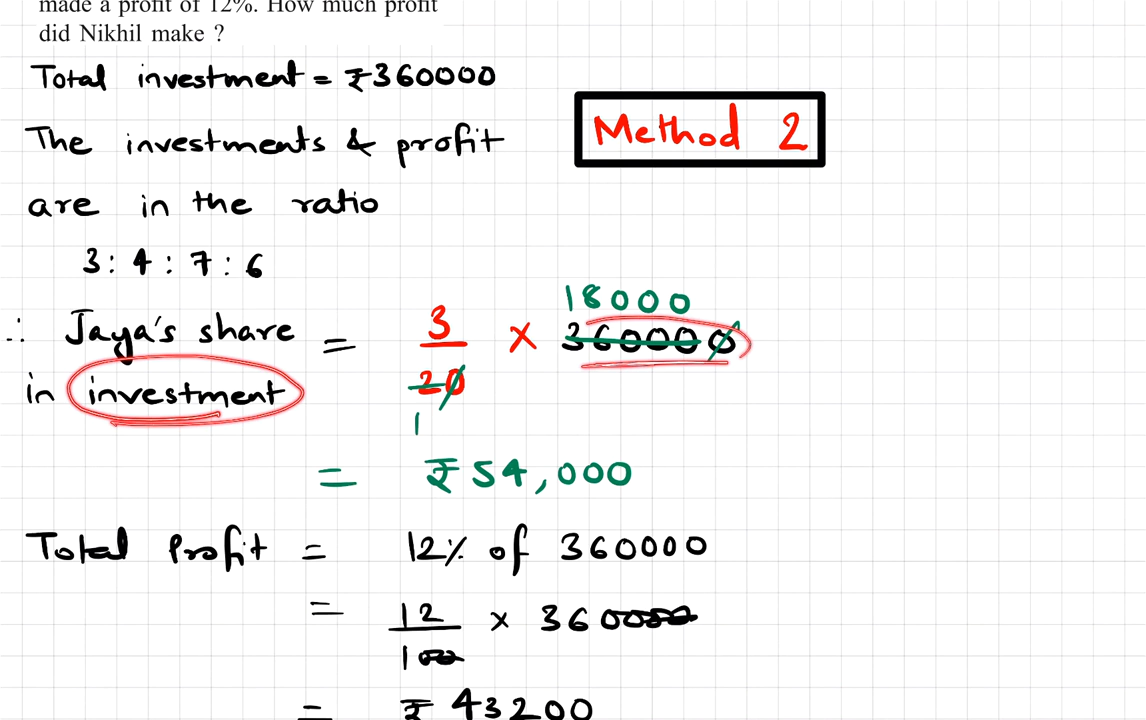 made a profit of 12%. How much profit
did Nikhil make ?
Total investment = ₹360000
Method 2
The investments & profit
are in the ratio
3 : 4 : 7 : 6
18000
∴ Jaya's share = 3/20 × 360000
in investment
1
= ₹54,000
Total Profit = 12% of 360000
= 12/100 × 360000
= ₹43200